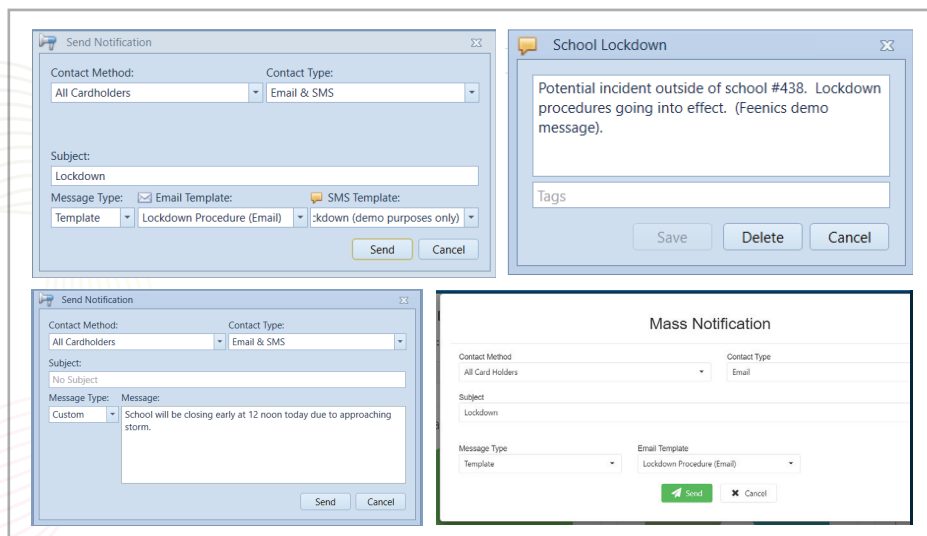 Send Notification
Contact Method: Contact Type:
All Cardholders Email & SMS
Subject:
Lockdown
Message Type: Email Template: SMS Template:
Template Lockdown Procedure (Email) :ckdown (demo purposes only)
Send Cancel
School Lockdown
Potential incident outside of school #438. Lockdown
procedures going into effect. (Feenics demo
message).
Tags
Save Delete Cancel
Send Notification
Contact Method: Contact Type:
All Cardholders Email & SMS
Subject:
No Subject
Message Type: Message:
Custom School will be closing early at 12 noon today due to approaching
storm.
Send Cancel
Mass Notification
Contact Method Contact Type
All Card Holders Email
Subject
Lockdown
Message Type Email Template
Template Lockdown Procedure (Email)
Send Cancel